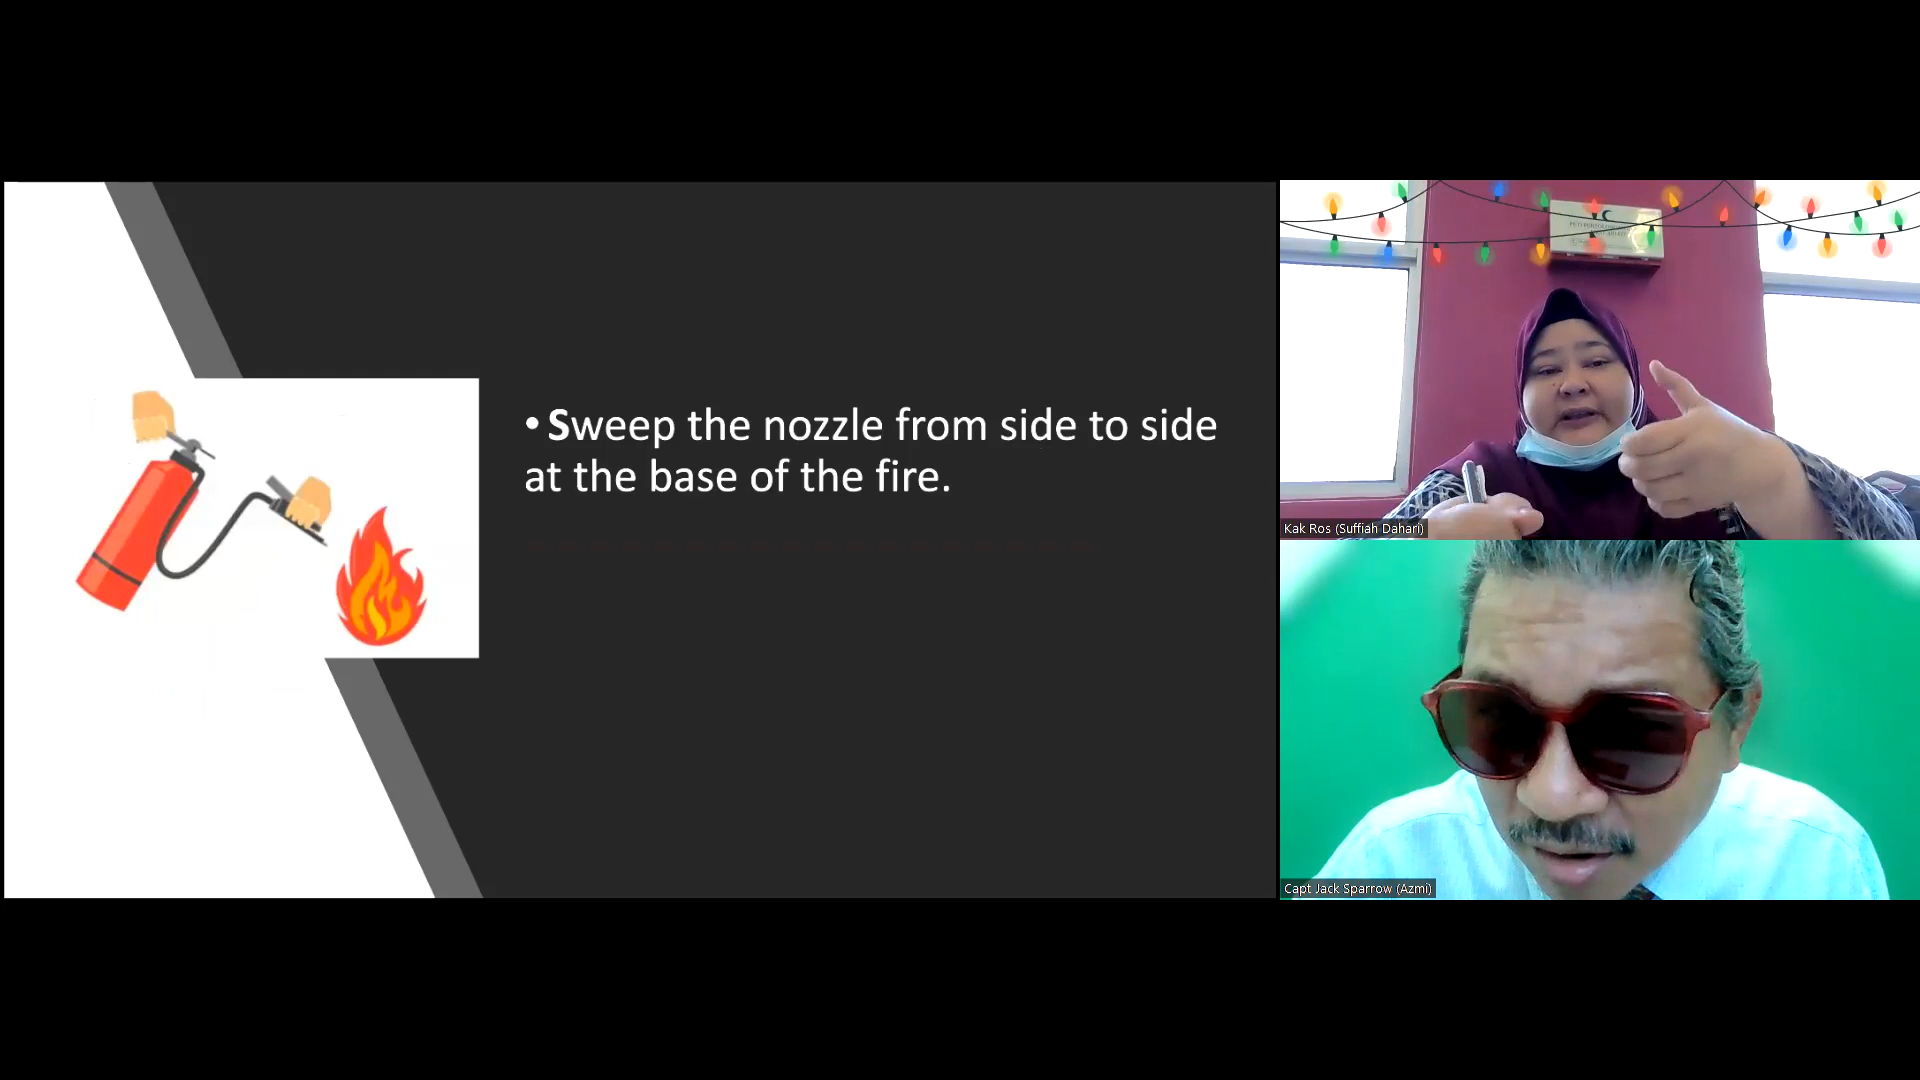 • Sweep the nozzle from side to side
at the base of the fire.
Kak Ros (Suffiah Dahari)
Capt Jack Sparrow (Azmi)